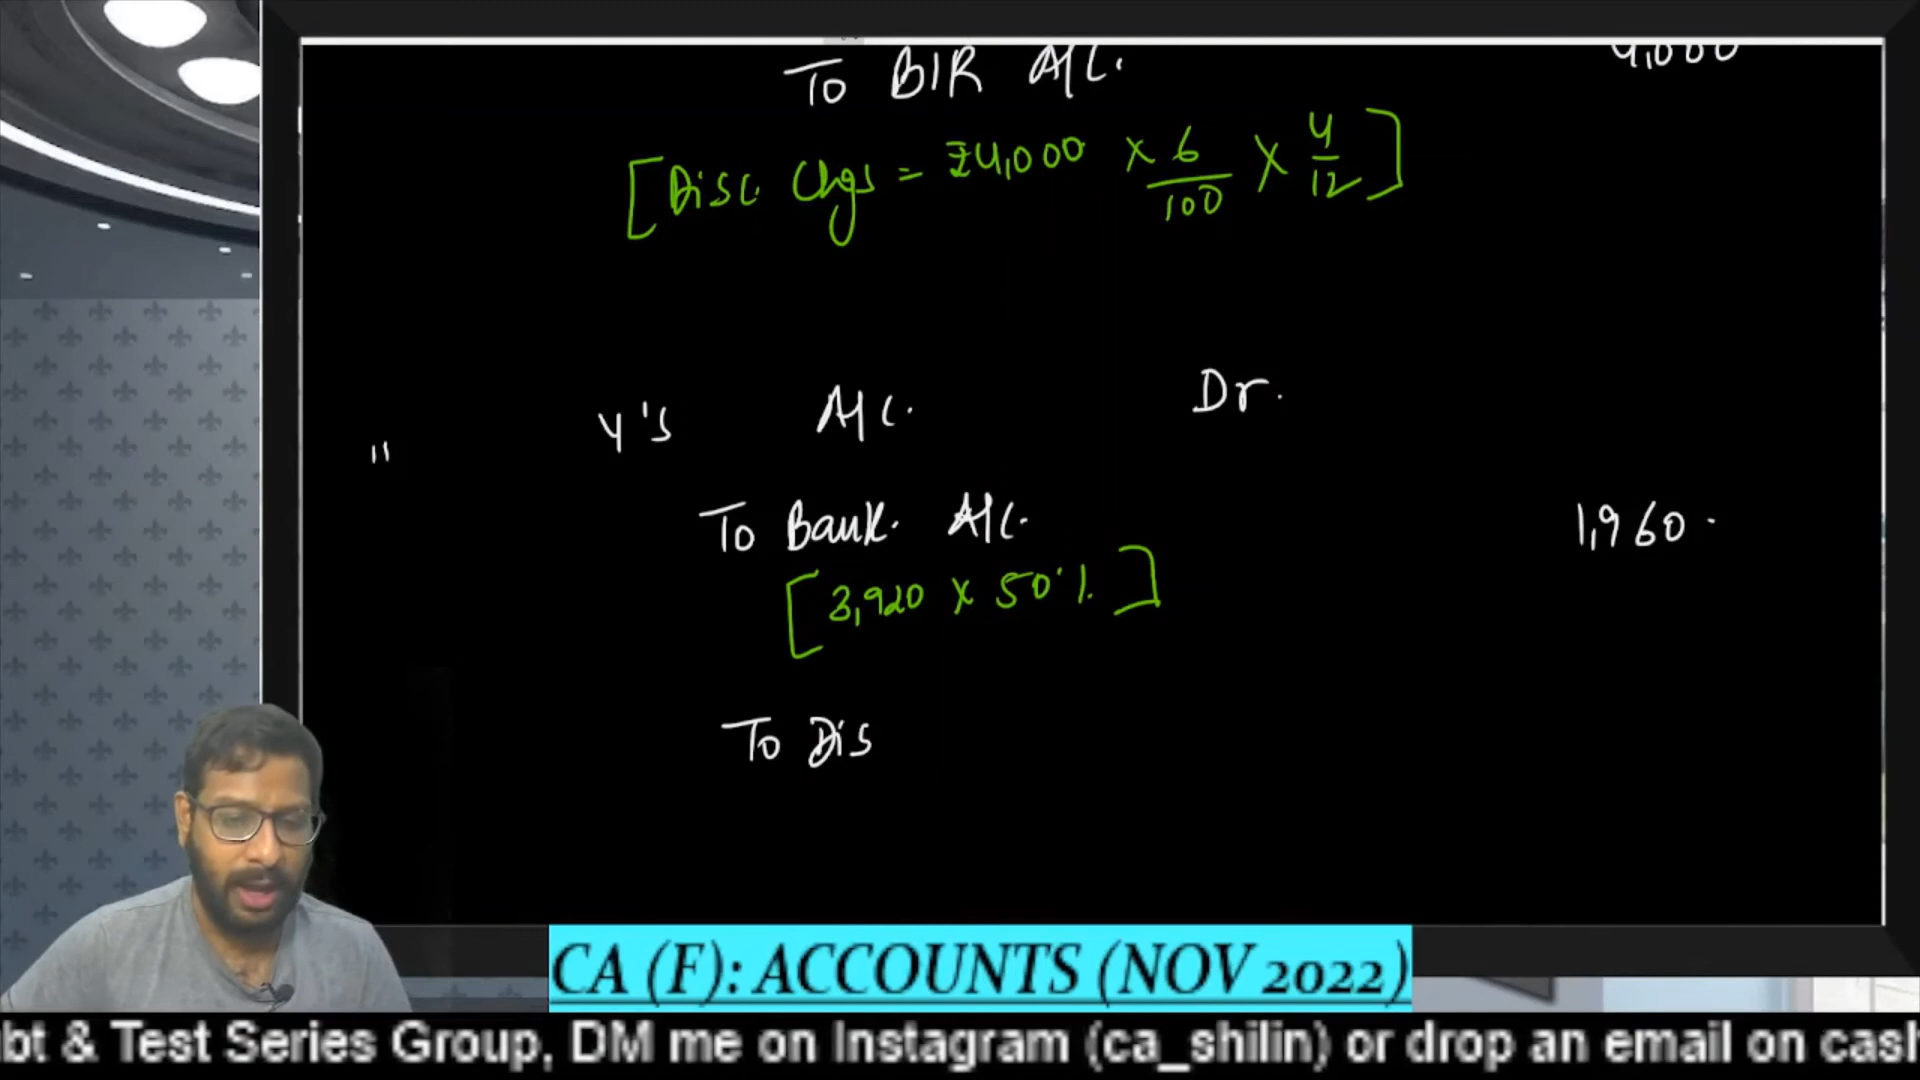 To B/R A/c.
4,000
[Disc. Chgs = ₹4,000 × 6/100 × 4/12]
Y's A/c. Dr.
"
To Bank. A/c. 1,960.
[3,920 × 50%]
To Dis
CA (F): ACCOUNTS (NOV 2022)
bt & Test Series Group, DM me on Instagram (ca_shilin) or drop an email on cash